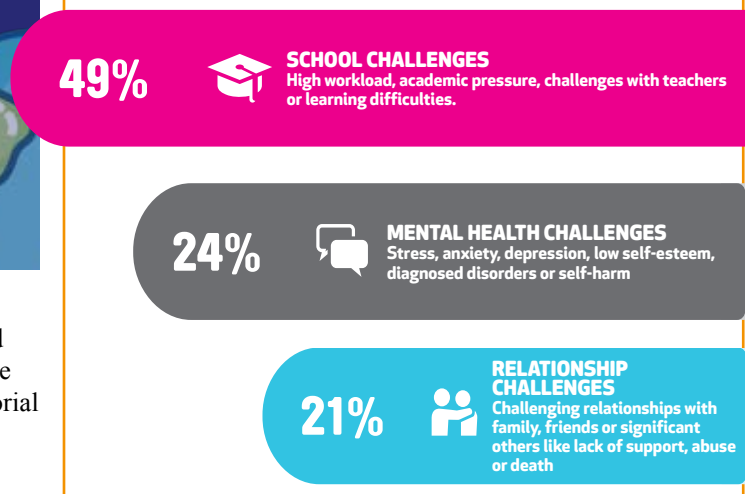 49%
SCHOOL CHALLENGES
High workload, academic pressure, challenges with teachers
or learning difficulties.
24%
MENTAL HEALTH CHALLENGES
Stress, anxiety, depression, low self-esteem,
diagnosed disorders or self-harm
21%
RELATIONSHIP
CHALLENGES
Challenging relationships with
family, friends or significant
others like lack of support, abuse
or death